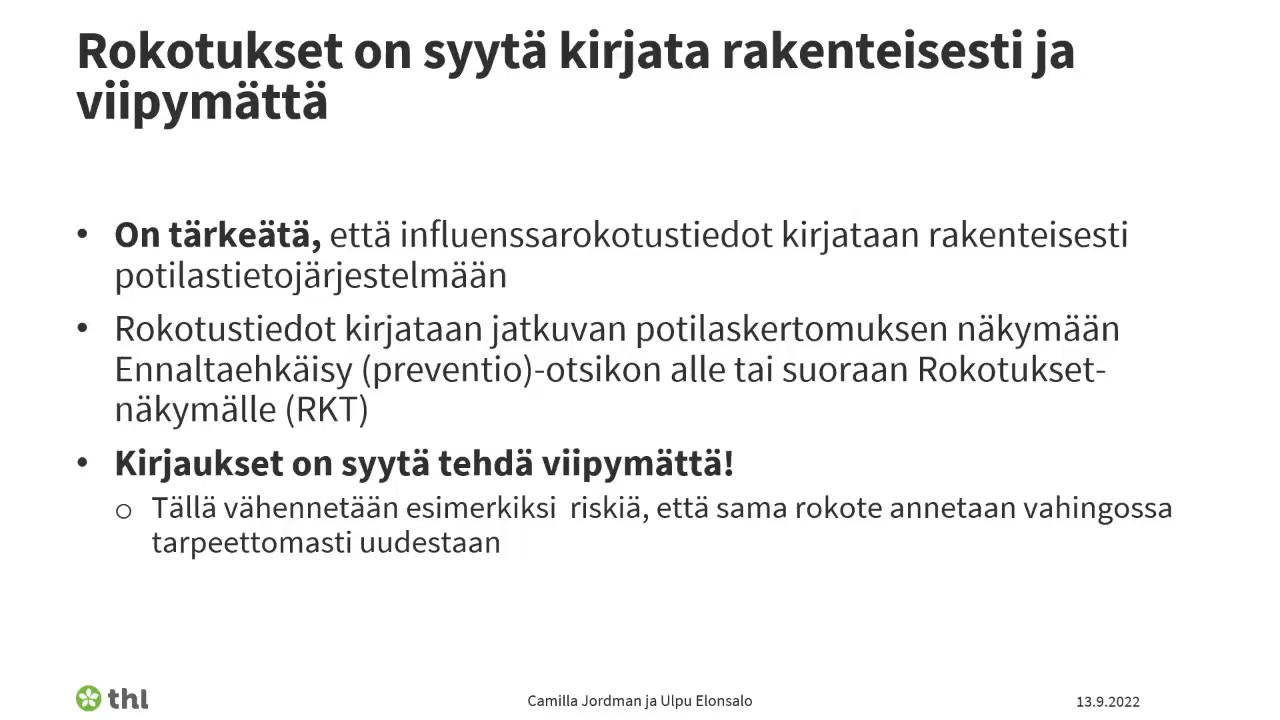 Rokotukset on syytä kirjata rakenteisesti ja
viipymättä
• On tärkeätä, että influenssarokotustiedot kirjataan rakenteisesti
potilastietojärjestelmään
• Rokotustiedot kirjataan jatkuvan potilaskertomuksen näkymään
Ennaltaehkäisy (preventio)-otsikon alle tai suoraan Rokotukset-
näkymälle (RKT)
• Kirjaukset on syytä tehdä viipymättä!
o Tällä vähennetään esimerkiksi  riskiä, että sama rokote annetaan vahingossa
tarpeettomasti uudestaan
thl
Camilla Jordman ja Ulpu Elonsalo
13.9.2022